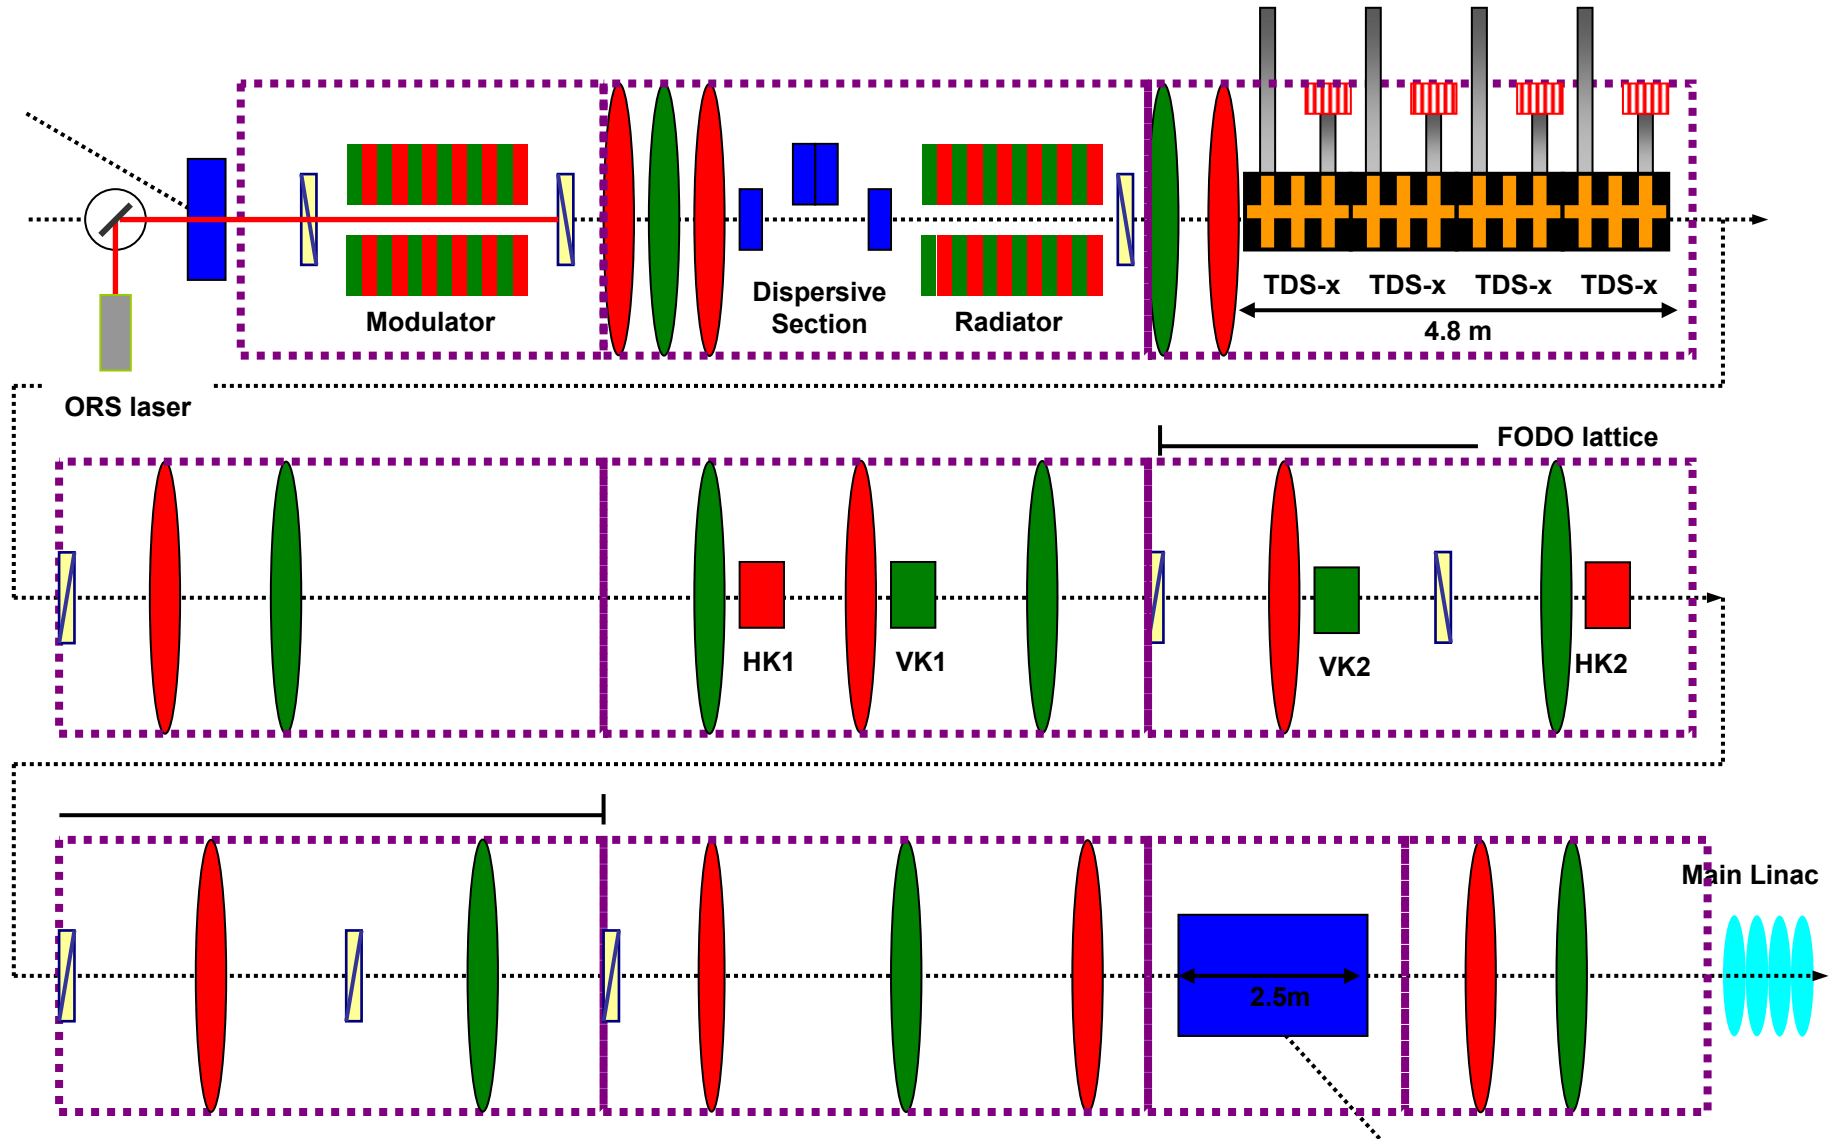 Modulator
Dispersive
Section
Radiator
TDS-x TDS-x TDS-x TDS-x
4.8 m
ORS laser
FODO lattice
HK1
VK1
VK2
HK2
Main Linac
2.5m